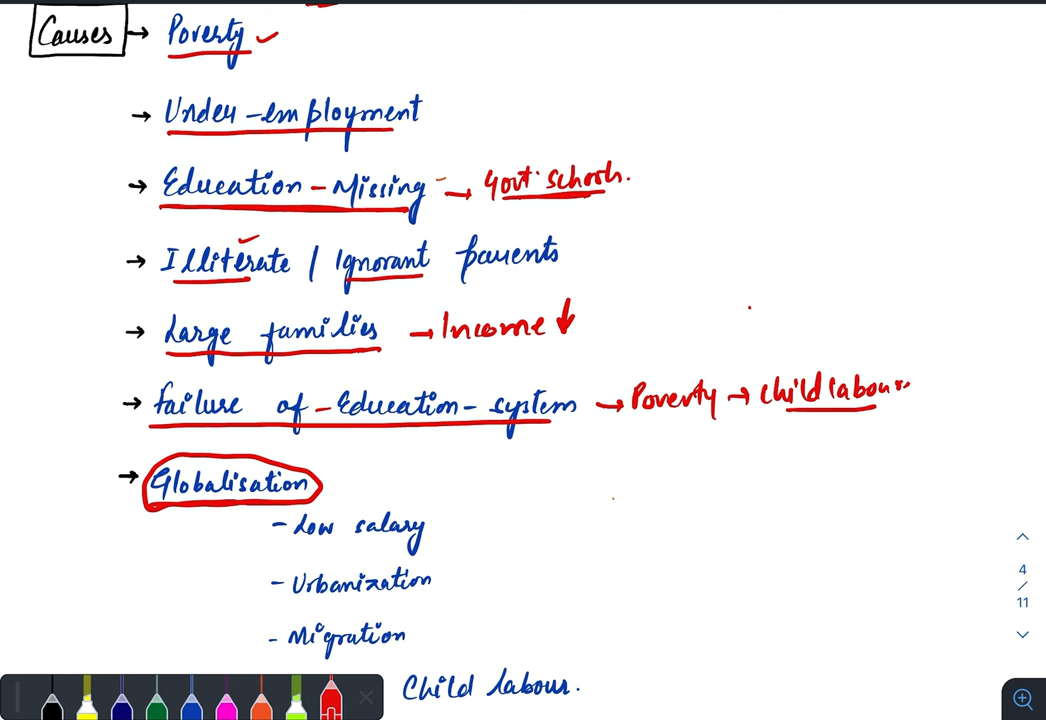 Causes → Poverty ✓
→ Under-employment
→ Education - Missing → Govt. schools.
→ Illiterate / Ignorant parents
→ Large families → Income ↓
→ Failure of - Education - system → Poverty → Child labour.
→ Globalisation
- Low salary
- Urbanization
- Migration
Child labour.
4
/
11